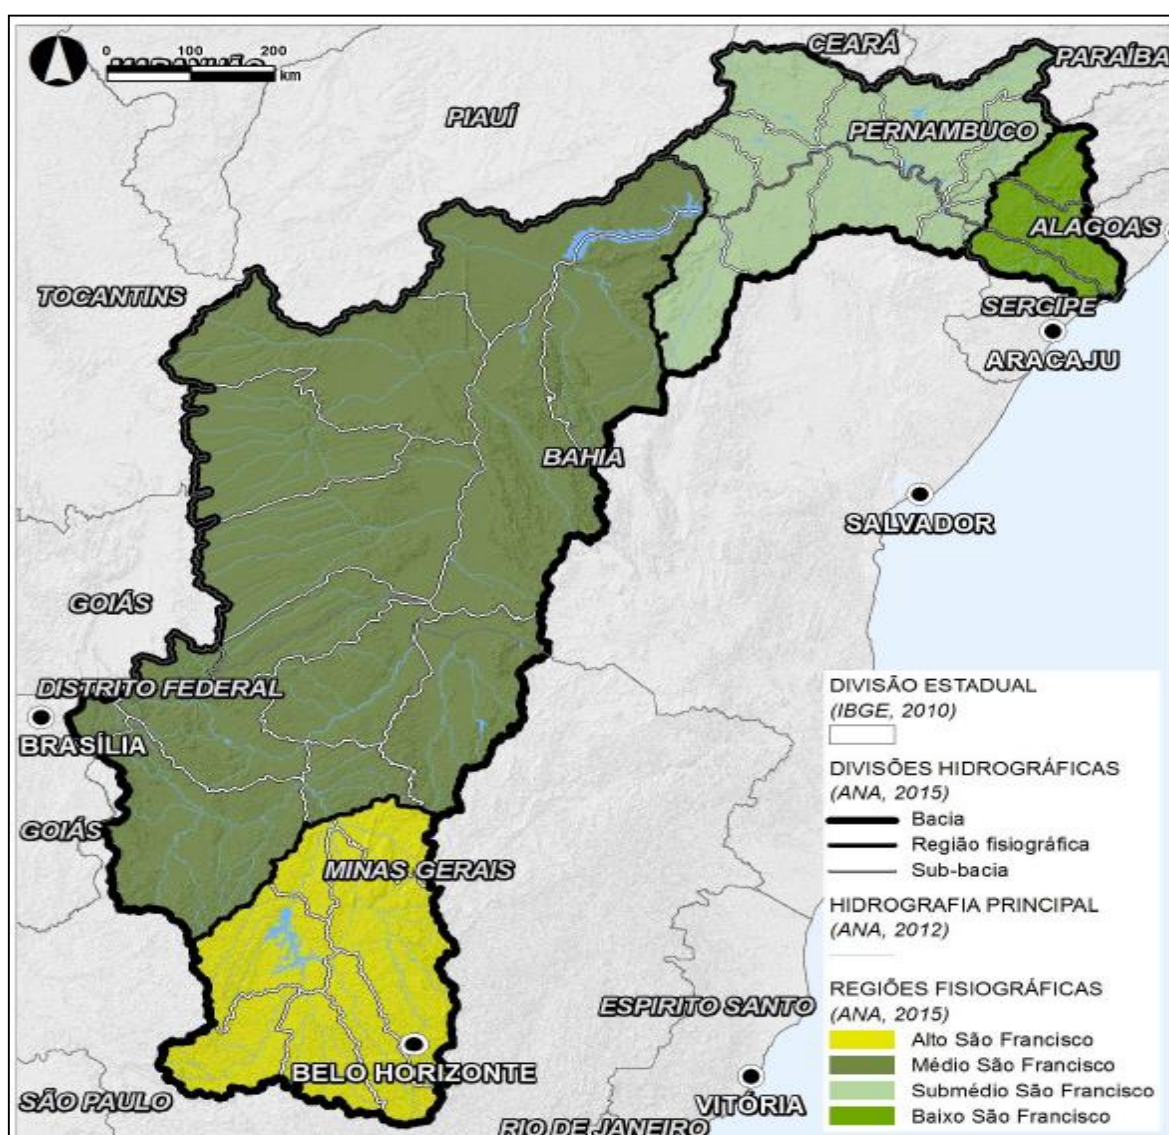 0 100 200
km
MARANHÃO
CEARÁ
PARAÍBA
PIAUÍ
PERNAMBUCO
ALAGOAS
TOCANTINS
SERGIPE
ARACAJU
BAHIA
SALVADOR
GOIÁS
DISTRITO FEDERAL
BRASÍLIA
GOIÁS
MINAS GERAIS
ESPIRITO SANTO
BELO HORIZONTE
SÃO PAULO
VITÓRIA
RIO DE JANEIRO
DIVISÃO ESTADUAL
(IBGE, 2010)
DIVISÕES HIDROGRÁFICAS
(ANA, 2015)
Bacia
Região fisiográfica
Sub-bacia
HIDROGRAFIA PRINCIPAL
(ANA, 2012)
REGIÕES FISIOGRÁFICAS
(ANA, 2015)
Alto São Francisco
Médio São Francisco
Submédio São Francisco
Baixo São Francisco